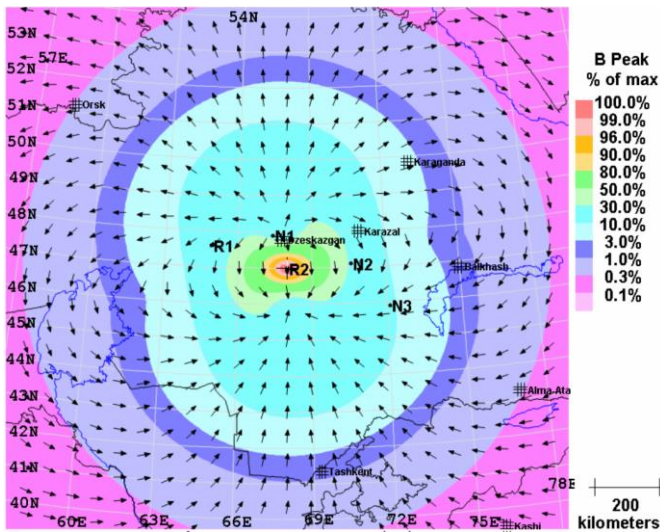 54N
53N
57E
52N
Orsk
51N
50N
Karaganda
49N
48N
Karazal
N1
Dzeskazgan
R1
47N
R2
N2
Balkhash
46N
N3
45N
44N
43N
Alma-Ata
42N
41N
Tashkent
40N
60E
63E
66E
69E
72E
78E
Kashi
B Peak
% of max
100.0%
99.0%
96.0%
90.0%
80.0%
50.0%
30.0%
10.0%
3.0%
1.0%
0.3%
0.1%
200
kilometers